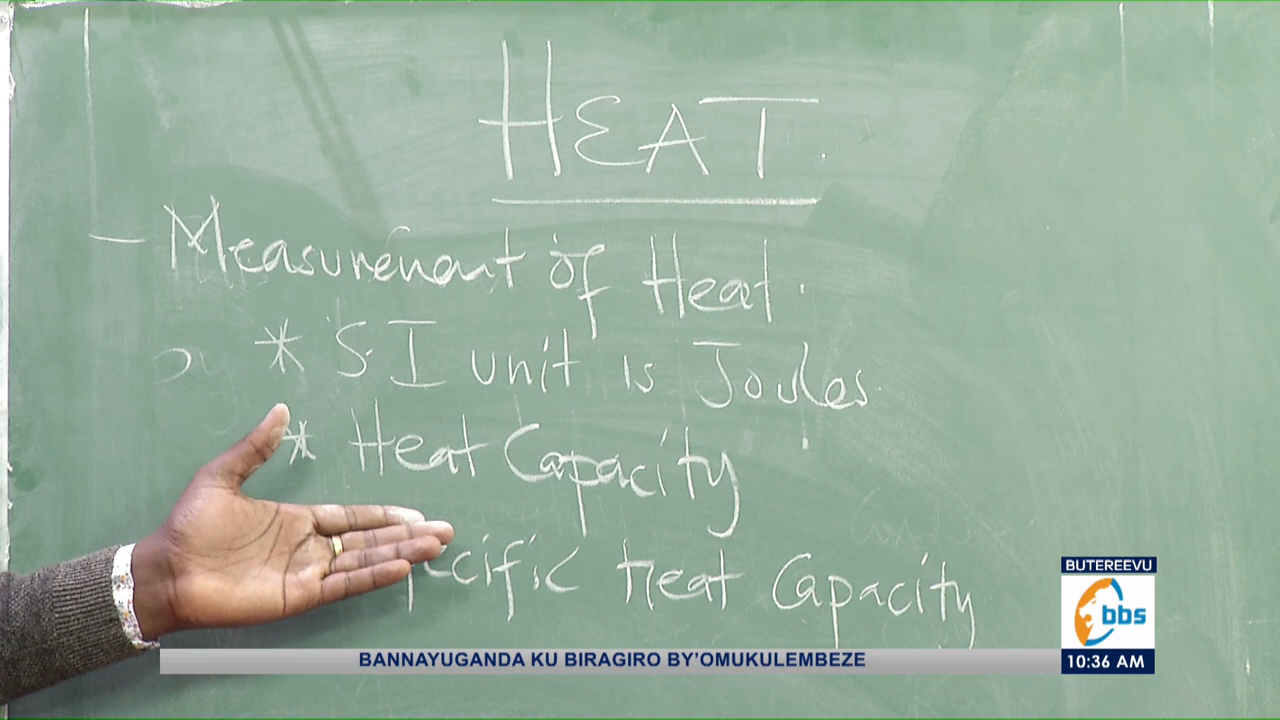 HEAT.
- Measurement of Heat.
* S.I unit is Joules.
* Heat Capacity
pecific Heat Capacity
BUTEREEVU
bbs
BANNAYUGANDA KU BIRAGIRO BY'OMUKULEMBEZE
10:36 AM